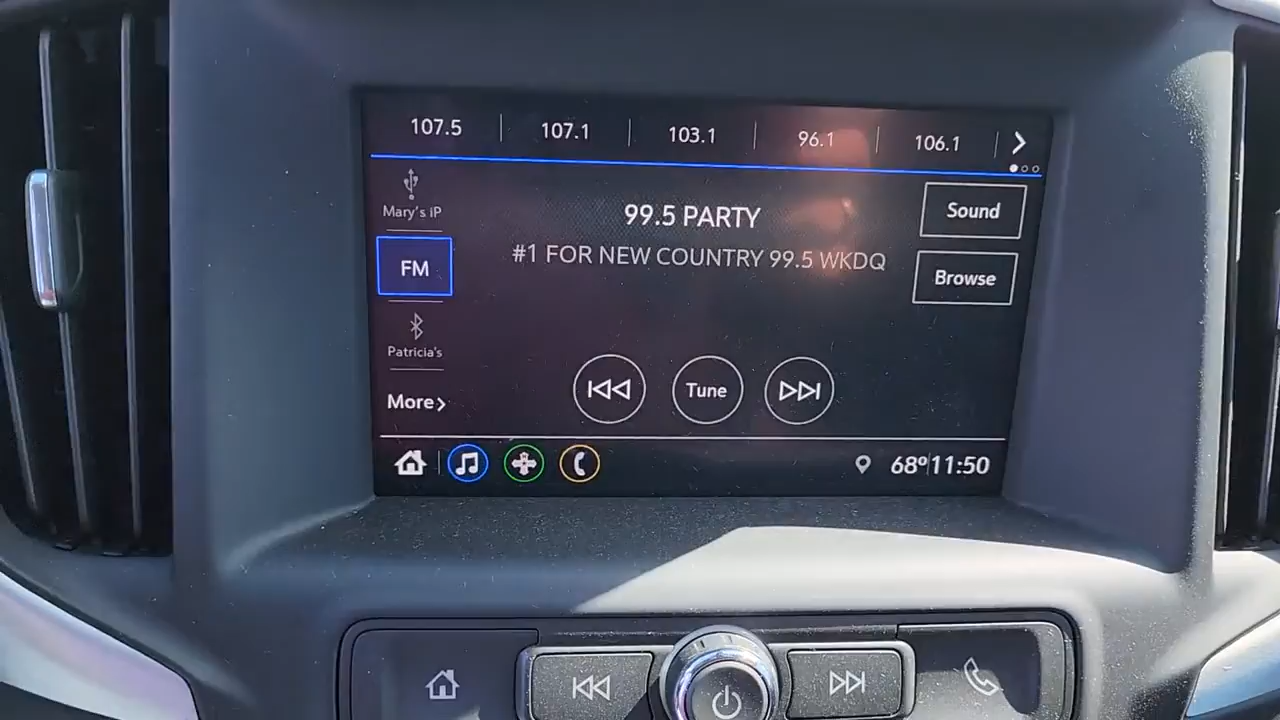 107.5 107.1 103.1 96.1 106.1
Mary's iP
99.5 PARTY
Sound
#1 FOR NEW COUNTRY 99.5 WKDQ
FM
Browse
Patricia's
More
Tune
68° 11:50